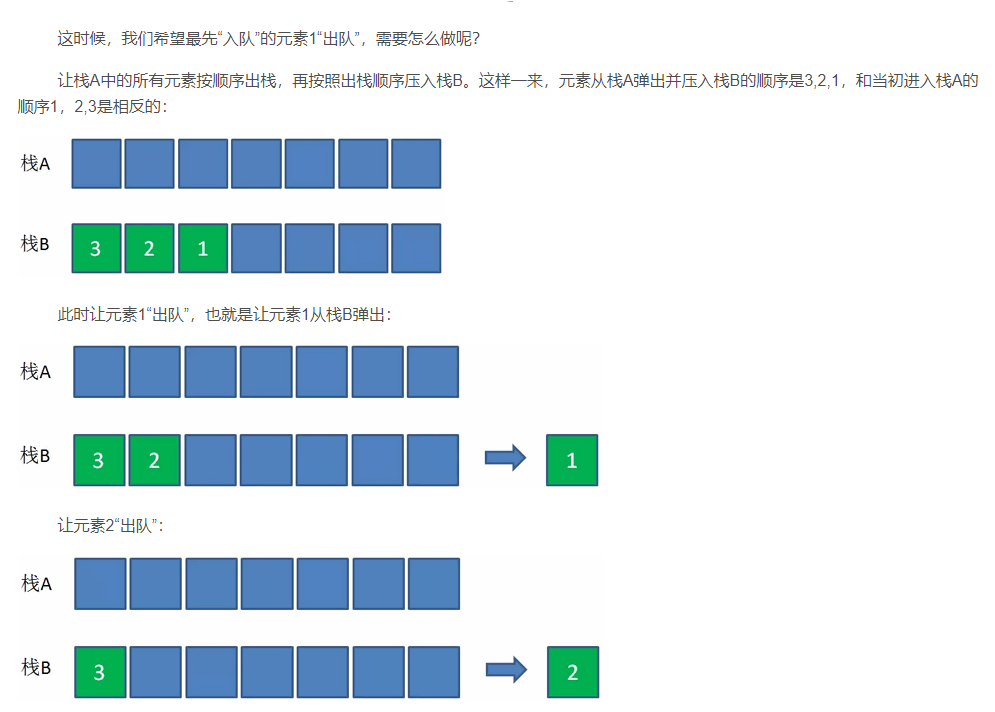 这时候，我们希望最先“入队”的元素1“出队”，需要怎么做呢？
让栈A中的所有元素按顺序出栈，再按照出栈顺序压入栈B。这样一来，元素从栈A弹出并压入栈B的顺序是3,2,1，和当初进入栈A的
顺序1，2,3是相反的：
栈A
栈B 3 2 1
此时让元素1“出队”，也就是让元素1从栈B弹出：
栈A
栈B 3 2 1
让元素2“出队”：
栈A
栈B 3 2